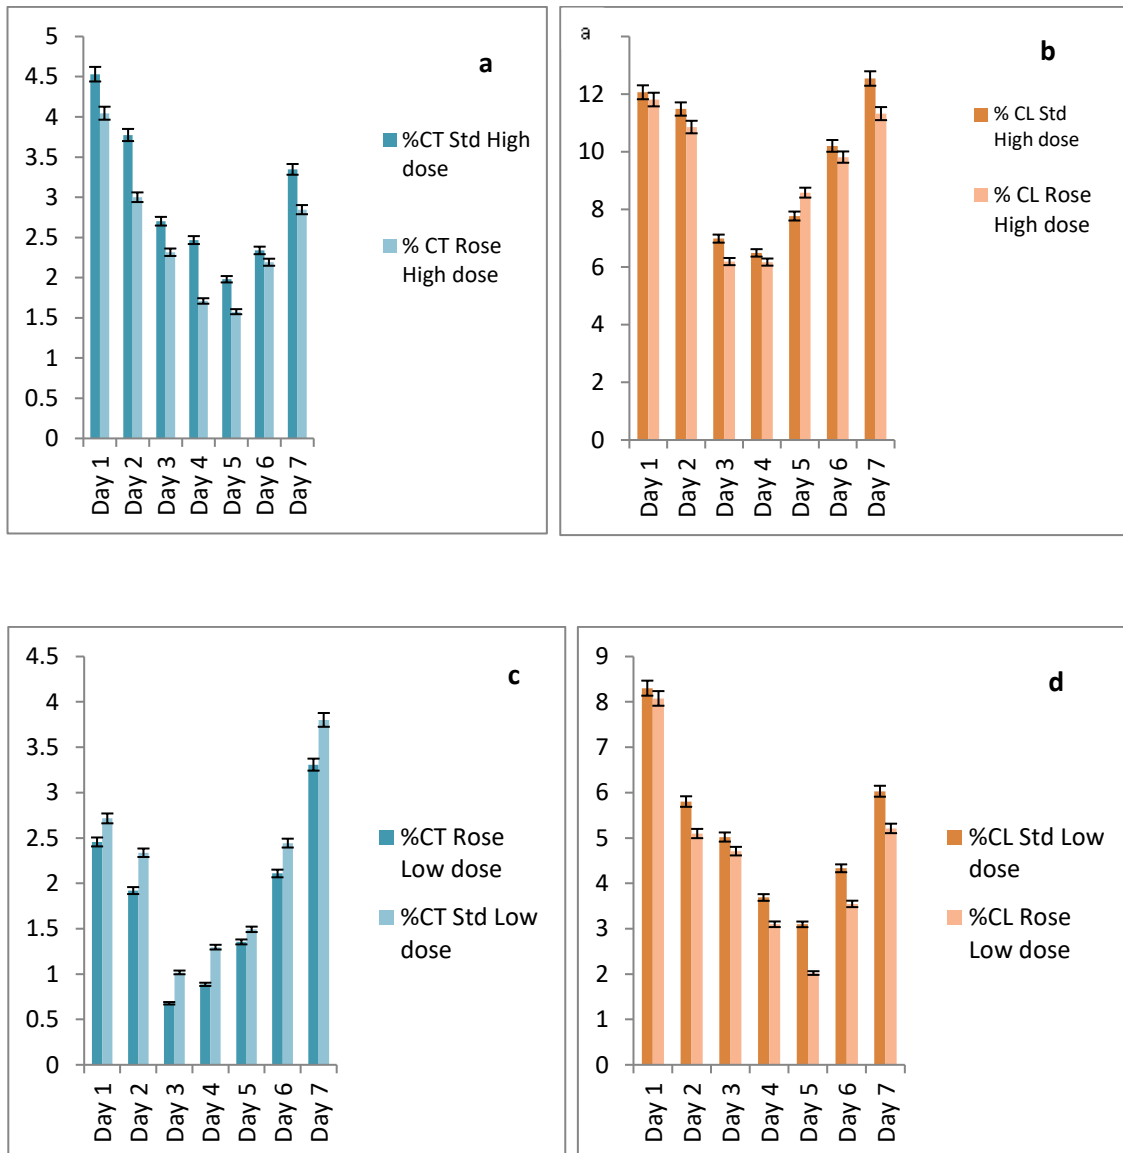 a
5
4.5
4
3.5
3
2.5
2
1.5
1
0.5
0
%CT Std High
dose
% CT Rose
High dose
Day 1
Day 2
Day 3
Day 4
Day 5
Day 6
Day 7
a
b
12
10
8
6
4
2
0
% CL Std
High dose
% CL Rose
High dose
Day 1
Day 2
Day 3
Day 4
Day 5
Day 6
Day 7
c
4.5
4
3.5
3
2.5
2
1.5
1
0.5
0
%CT Rose
Low dose
%CT Std Low
dose
Day 1
Day 2
Day 3
Day 4
Day 5
Day 6
Day 7
d
9
8
7
6
5
4
3
2
1
0
%CL Std Low
dose
%CL Rose
Low dose
Day 1
Day 2
Day 3
Day 4
Day 5
Day 6
Day 7